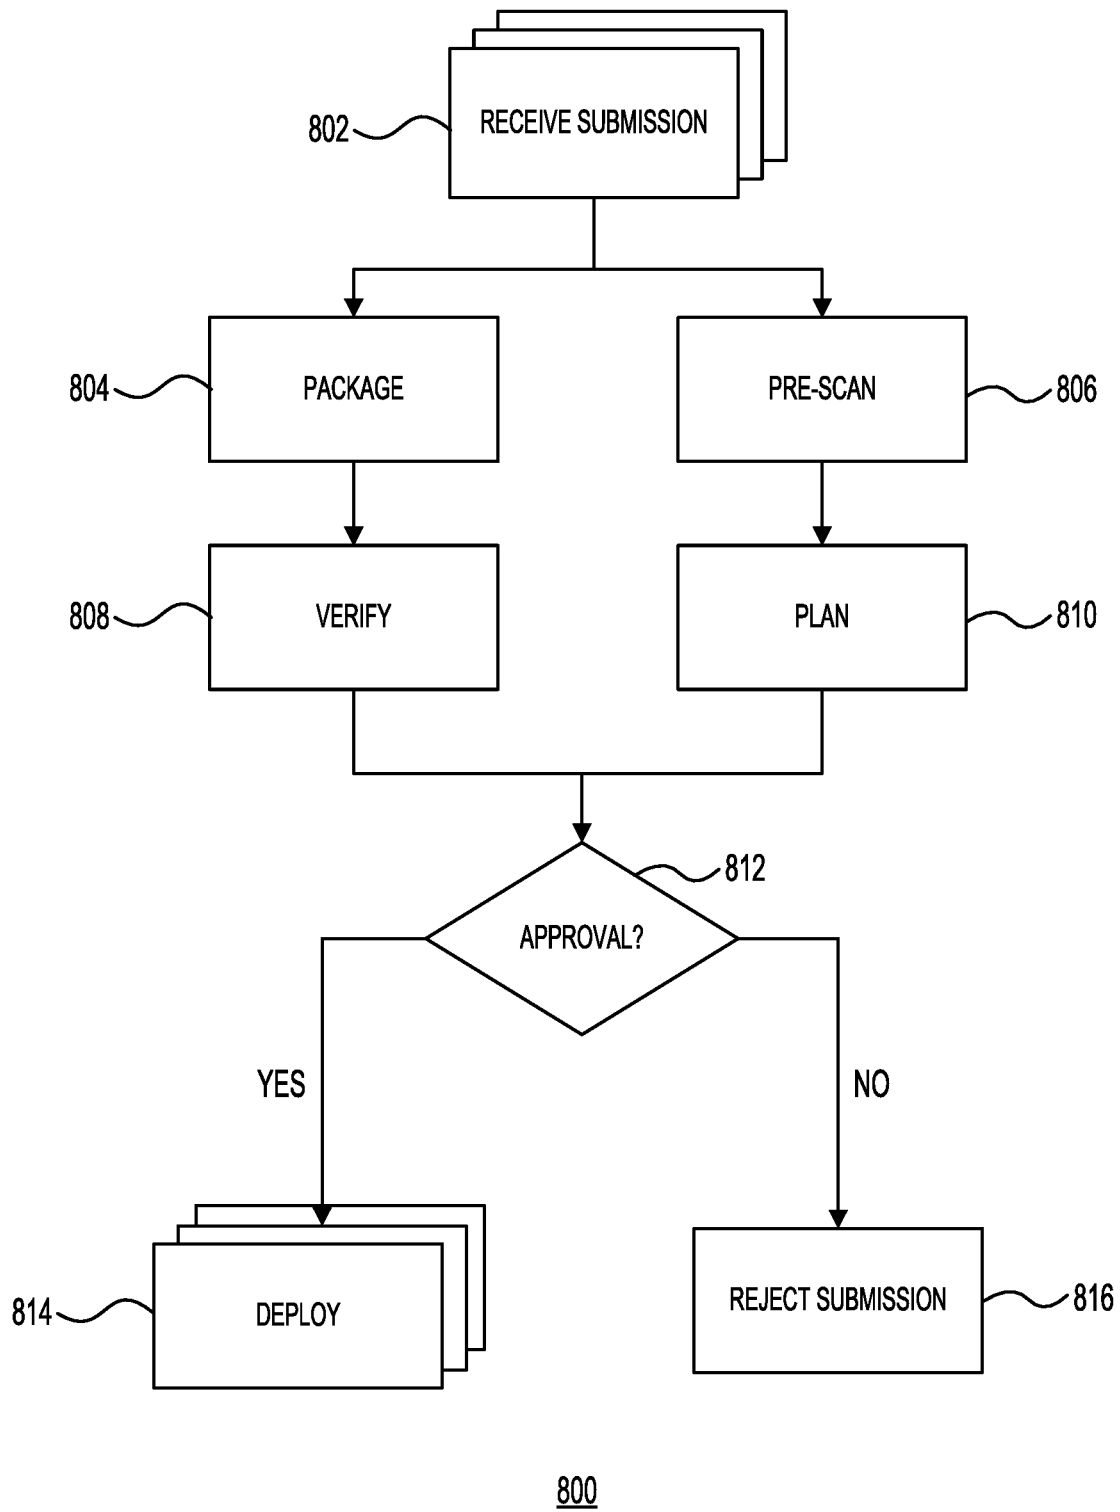 RECEIVE SUBMISSION
802
PACKAGE
804
PRE-SCAN
806
VERIFY
808
PLAN
810
812
APPROVAL?
YES
NO
DEPLOY
814
REJECT SUBMISSION
816
800